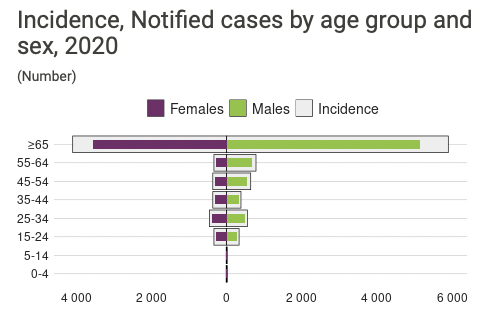 Incidence, Notified cases by age group and
sex, 2020
(Number)
Females Males Incidence
≥65
55-64
45-54
35-44
25-34
15-24
5-14
0-4
4 000 2 000 0 2 000 4 000 6 000